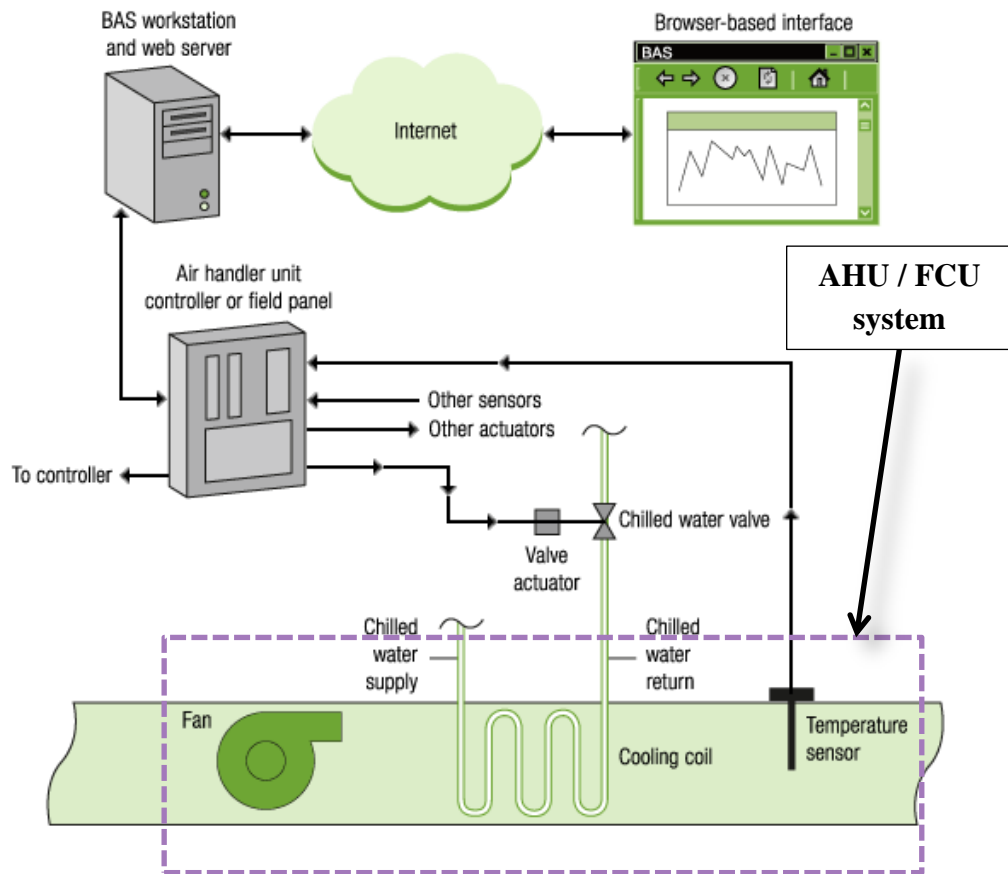 BAS workstation
and web server
Browser-based interface
BAS
Internet
AHU / FCU
system
Air handler unit
controller or field panel
Other sensors
Other actuators
To controller
Chilled water valve
Valve
actuator
Chilled
water
supply
Chilled
water
return
Fan
Cooling coil
Temperature
sensor